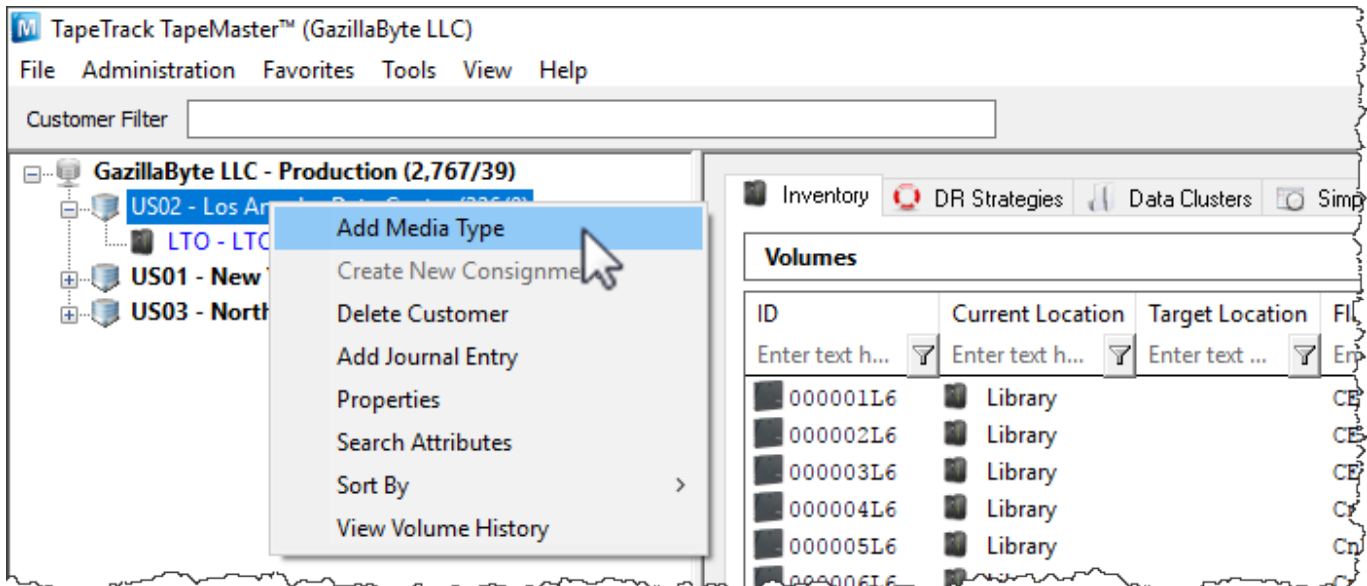 TapeTrack TapeMaster™ (GazillaByte LLC)
File Administration Favorites Tools View Help
Customer Filter
GazillaByte LLC - Production (2,767/39)
US02 - Los
LTO - LTO
US01 - New
US03 - North
Add Media Type
Create New
Delete Customer
Add Journal Entry
Properties
Search Attributes
Sort By
View Volume History
Inventory DR Strategies Data Clusters
Volumes
ID Current Location Target Location
Enter text h... Enter text h... Enter text ...
000001L6 Library
000002L6 Library
000003L6 Library
000004L6 Library
000005L6 Library